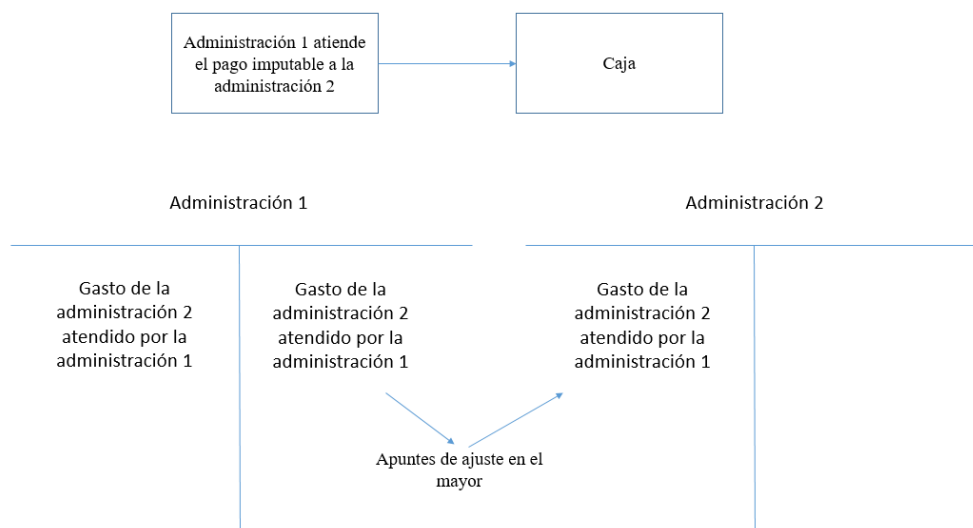 Administración 1 atiende
el pago imputable a la
administración 2
Caja
Administración 1
Administración 2
Gasto de la
administración 2
atendido por la
administración 1
Gasto de la
administración 2
atendido por la
administración 1
Gasto de la
administración 2
atendido por la
administración 1
Apuntes de ajuste en el
mayor